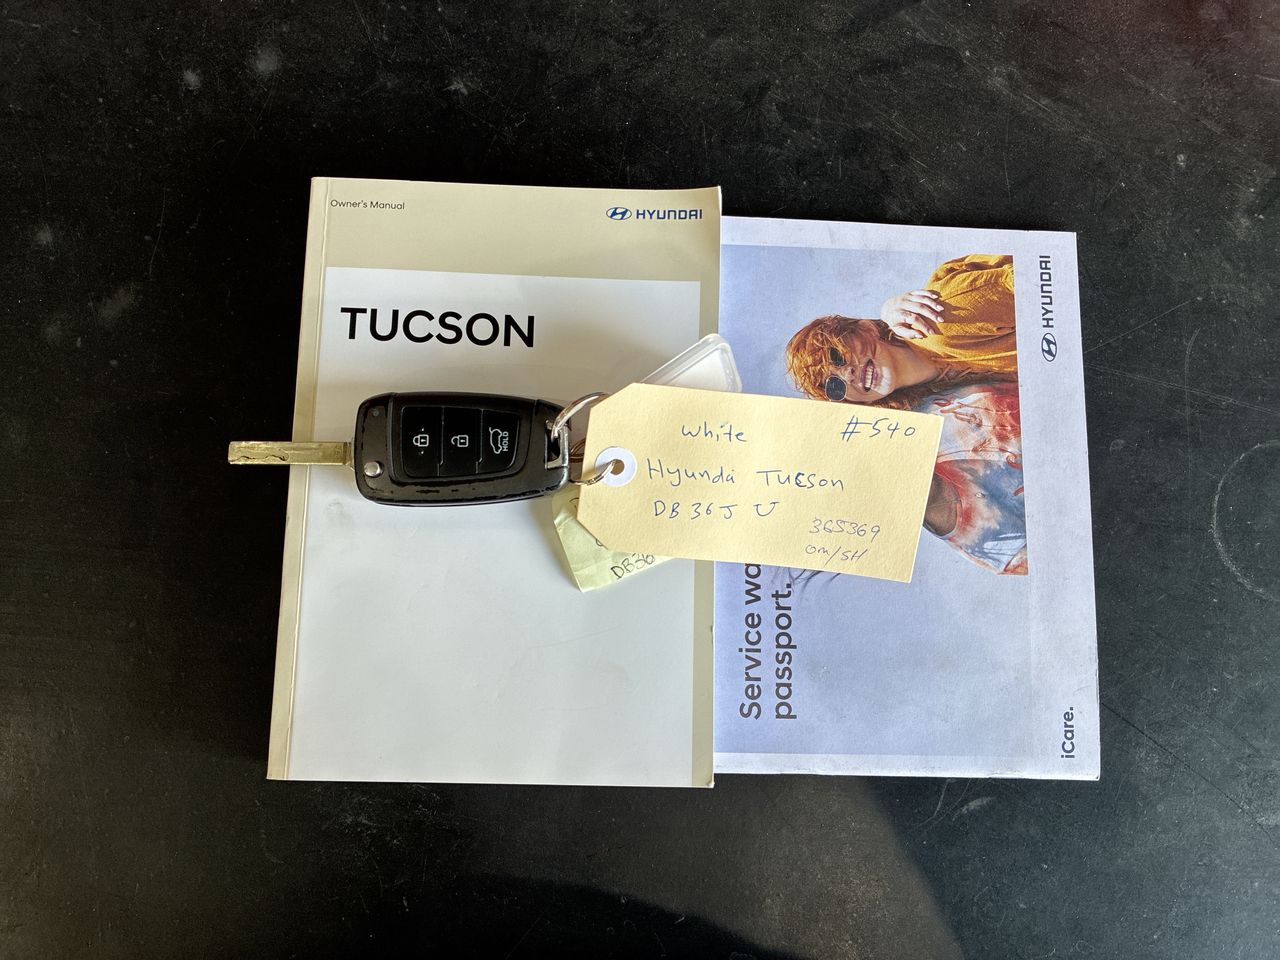 Owner's Manual
HYUNDAI
TUCSON
HOLD
White #540
Hyundai Tucson
DB 36 J U
365369
om/SH
DB36
HYUNDAI
Service wa
passport.
iCare.